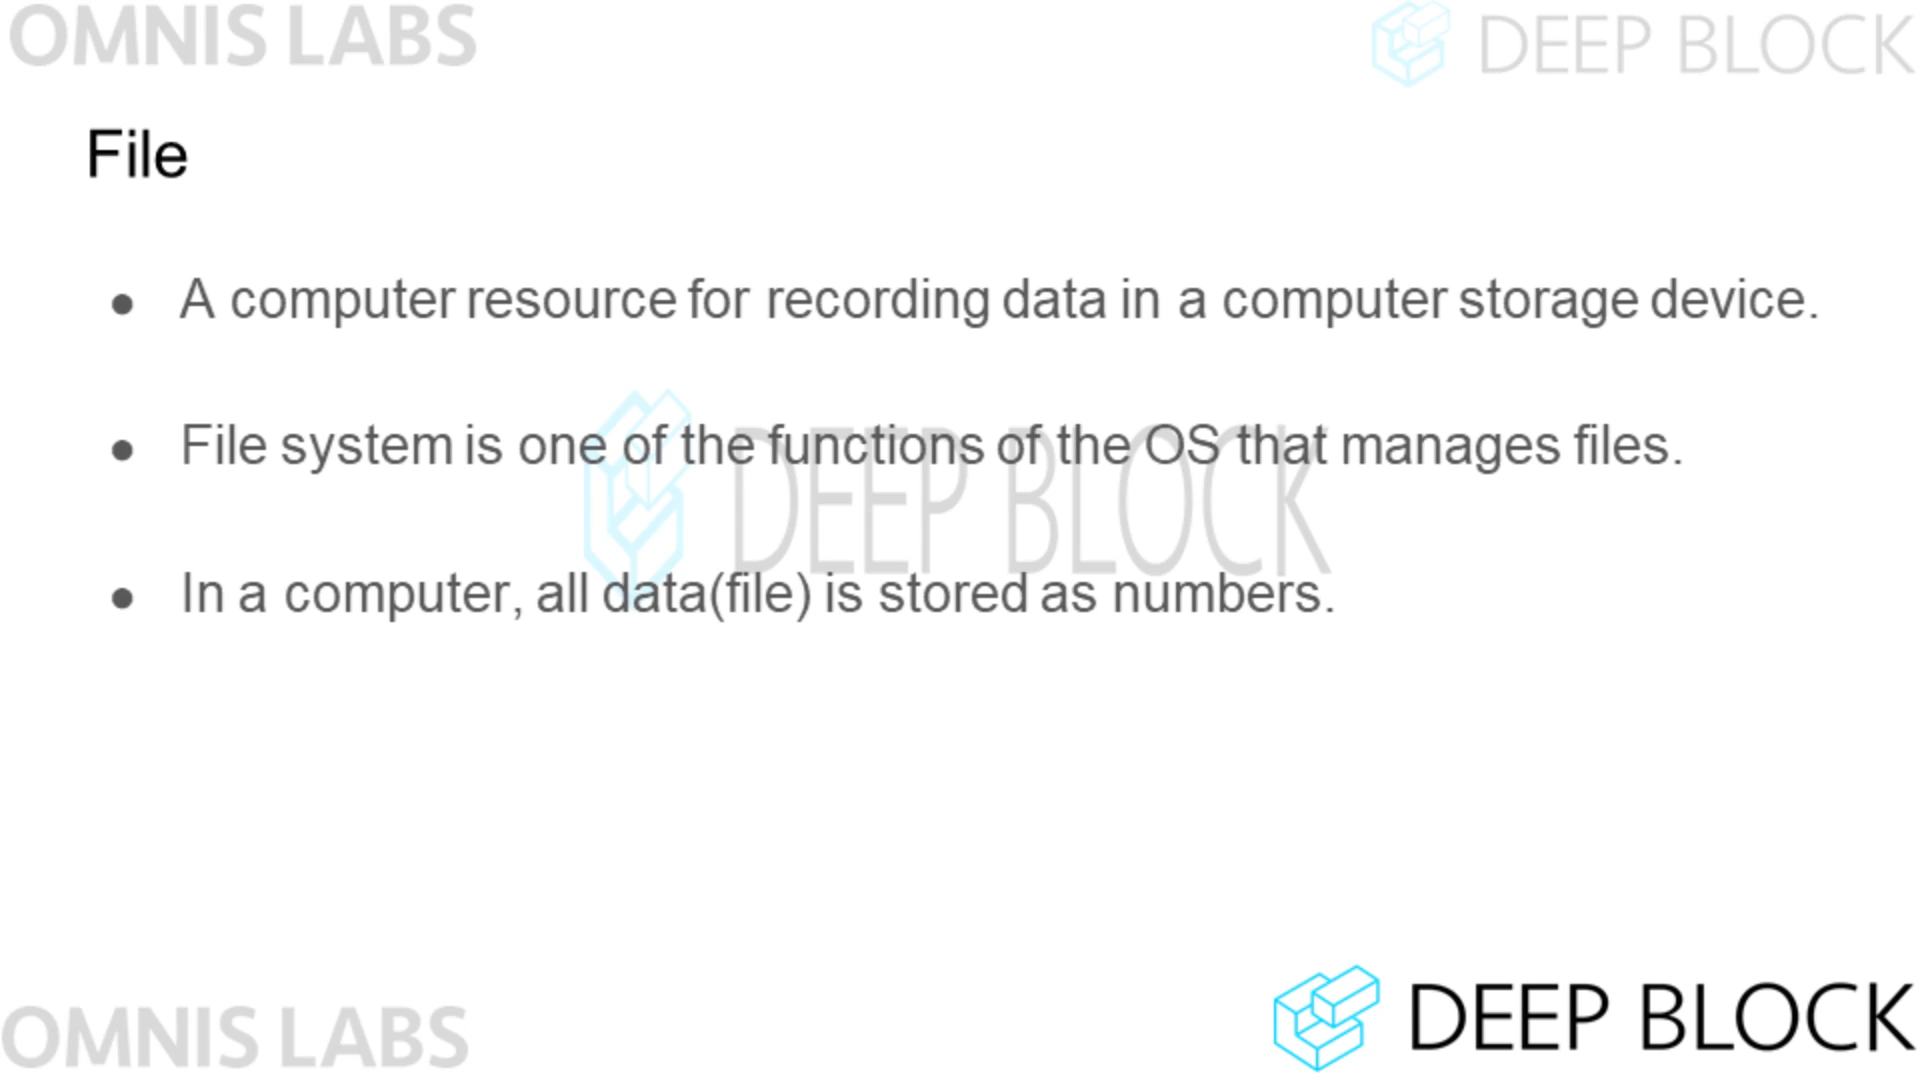 OMNIS LABS
DEEP BLOCK
File
● A computer resource for recording data in a computer storage device.
● File system is one of the functions of the OS that manages files.
DEEP BLOCK
● In a computer, all data(file) is stored as numbers.
OMNIS LABS
DEEP BLOCK